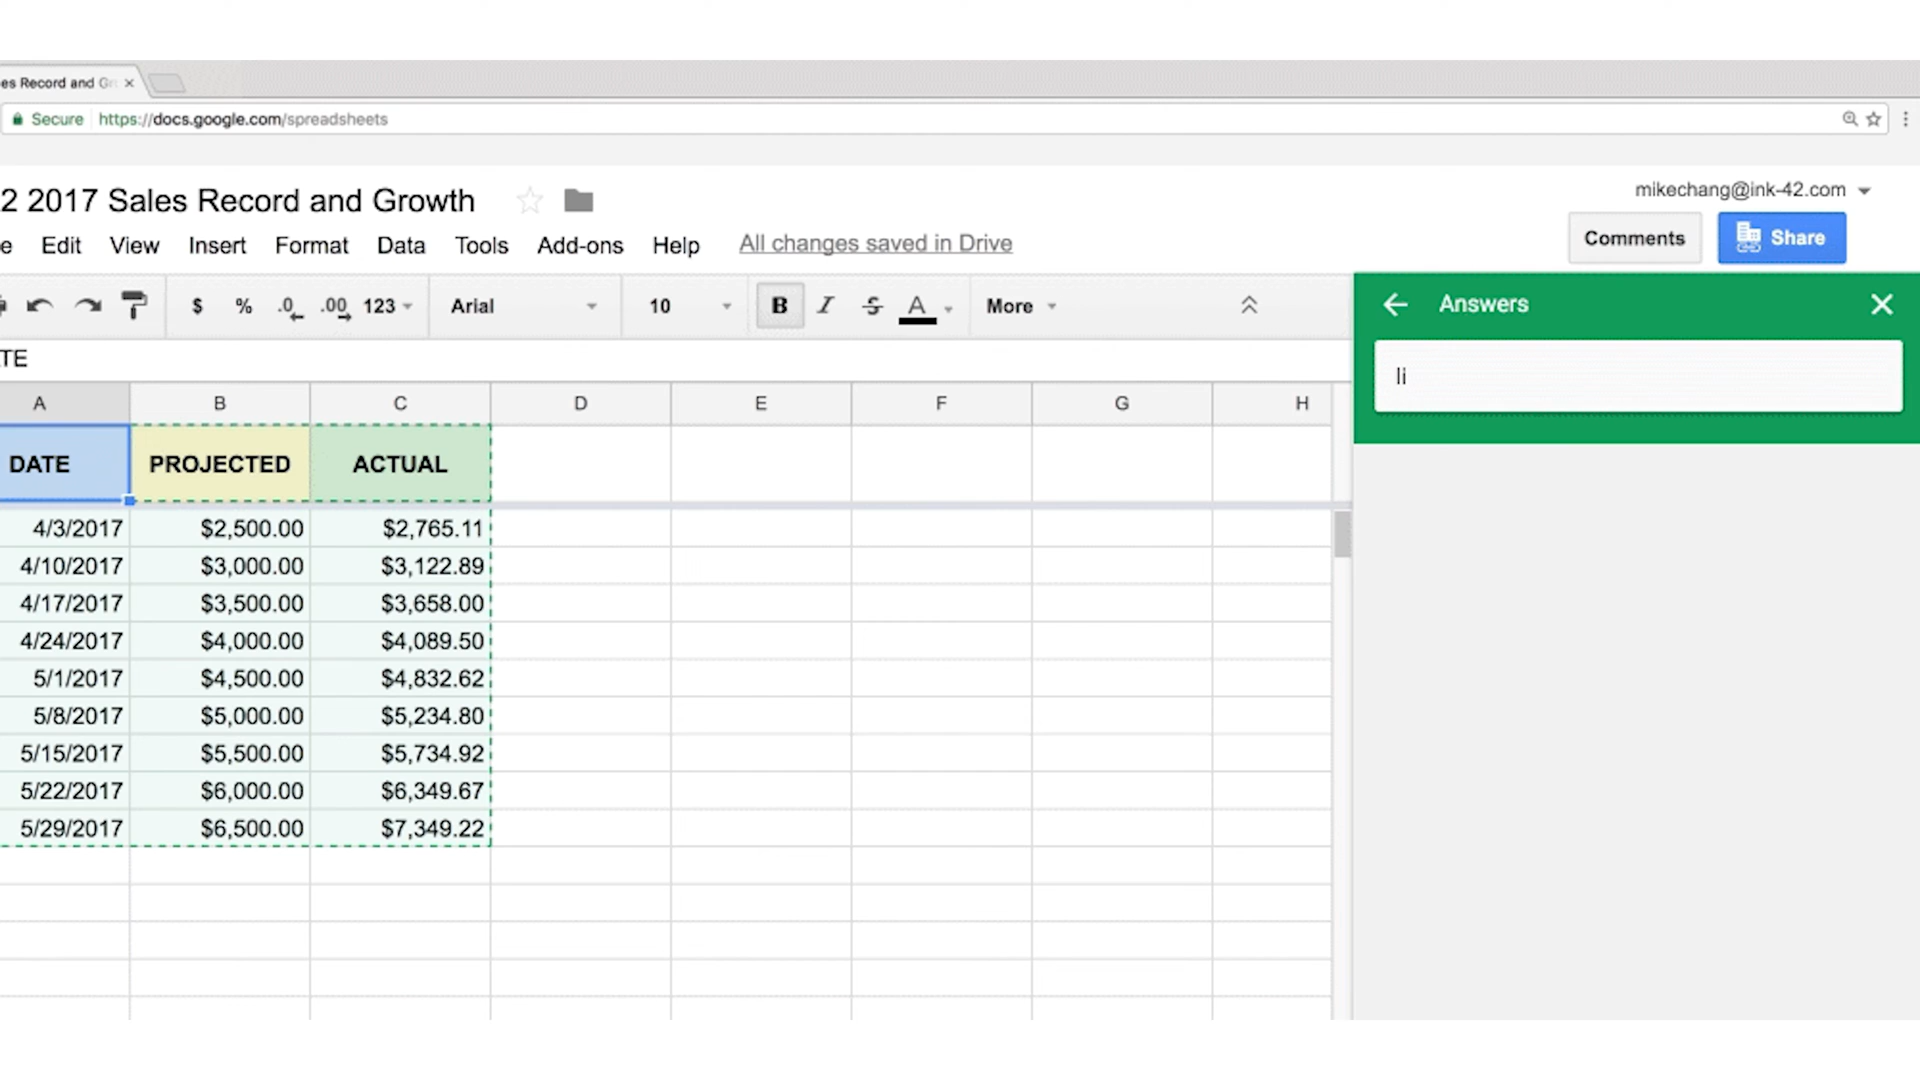 es Record and Gr
Secure https://docs.google.com/spreadsheets
2 2017 Sales Record and Growth
mikechang@ink-42.com
e Edit View Insert Format Data Tools Add-ons Help All changes saved in Drive
Comments Share
$ % .0 .00 123 Arial 10 B I S A More
Answers
TE
li
A B C D E F G H
DATE PROJECTED ACTUAL
4/3/2017 $2,500.00 $2,765.11
4/10/2017 $3,000.00 $3,122.89
4/17/2017 $3,500.00 $3,658.00
4/24/2017 $4,000.00 $4,089.50
5/1/2017 $4,500.00 $4,832.62
5/8/2017 $5,000.00 $5,234.80
5/15/2017 $5,500.00 $5,734.92
5/22/2017 $6,000.00 $6,349.67
5/29/2017 $6,500.00 $7,349.22